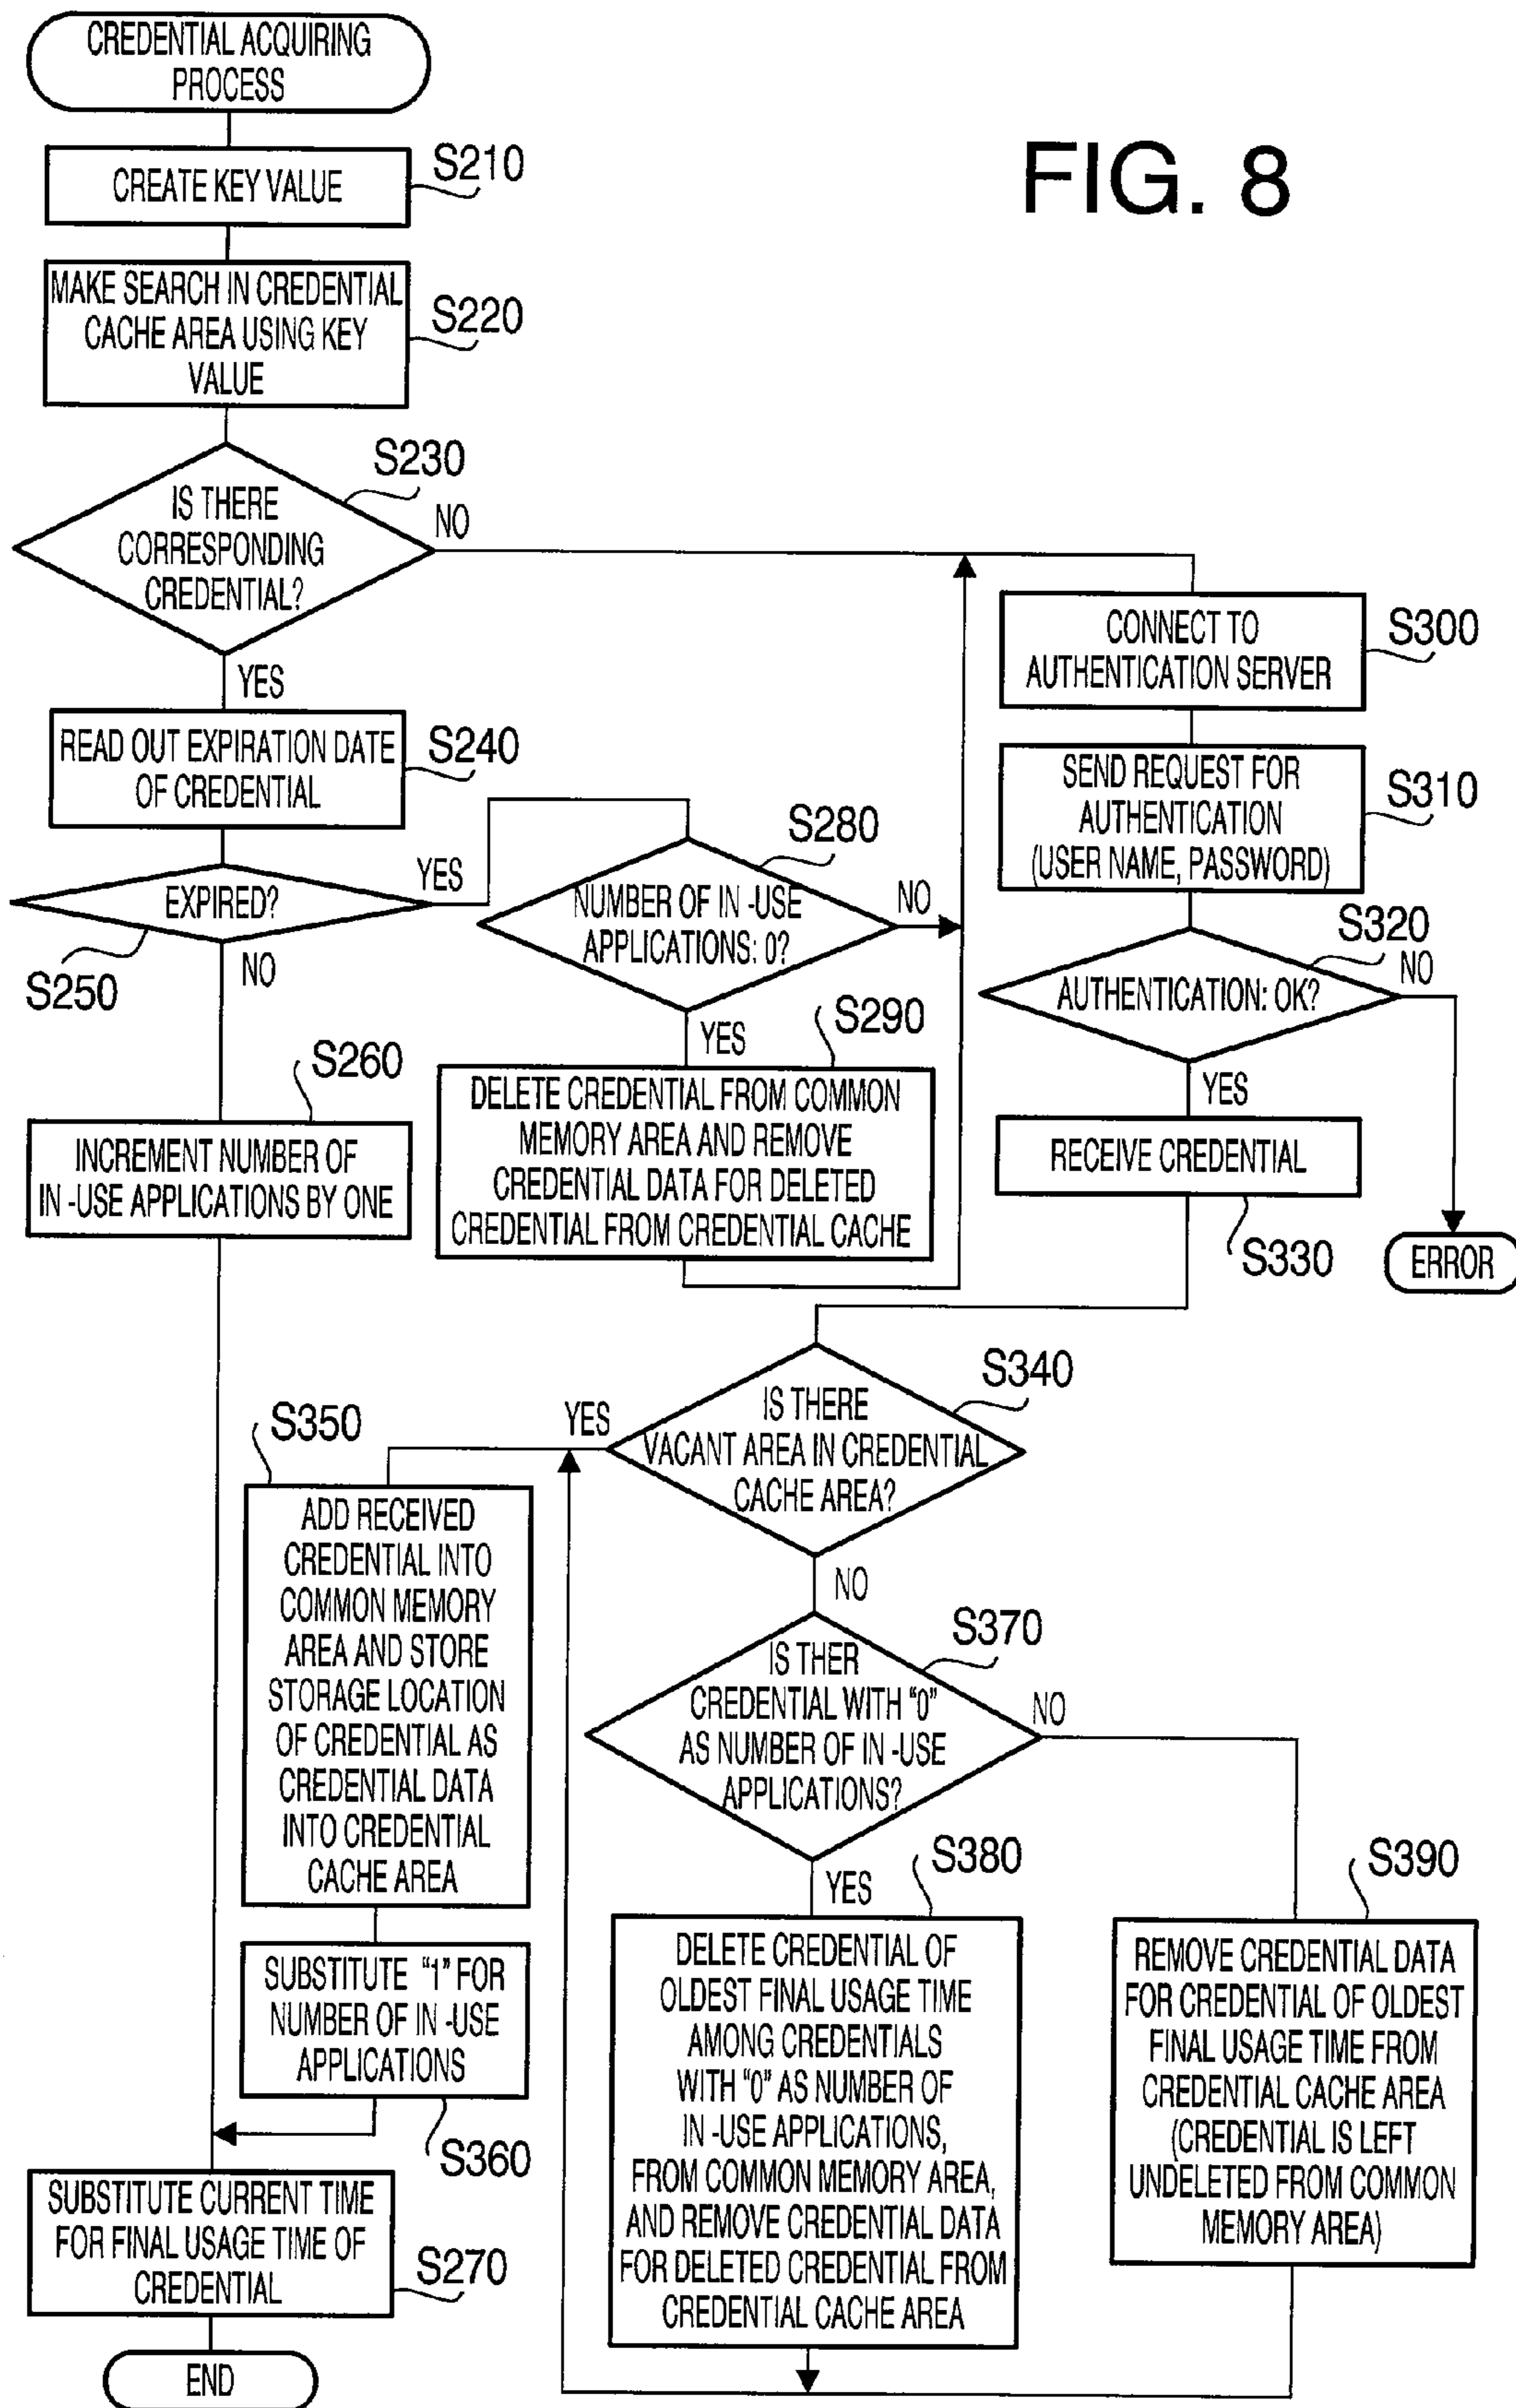 FIG. 8
CREDENTIAL ACQUIRING
PROCESS
CREATE KEY VALUE
S210
MAKE SEARCH IN CREDENTIAL
CACHE AREA USING KEY
VALUE
S220
S230
IS THERE
CORRESPONDING
CREDENTIAL?
NO
YES
READ OUT EXPIRATION DATE
OF CREDENTIAL
S240
EXPIRED?
YES
S250
NO
S260
INCREMENT NUMBER OF
IN -USE APPLICATIONS BY ONE
S280
NUMBER OF IN -USE
APPLICATIONS: 0?
NO
YES
S290
DELETE CREDENTIAL FROM COMMON
MEMORY AREA AND REMOVE
CREDENTIAL DATA FOR DELETED
CREDENTIAL FROM CREDENTIAL CACHE
CONNECT TO
AUTHENTICATION SERVER
S300
SEND REQUEST FOR
AUTHENTICATION
(USER NAME, PASSWORD)
S310
S320
AUTHENTICATION: OK?
NO
YES
RECEIVE CREDENTIAL
S330
ERROR
S340
IS THERE
VACANT AREA IN CREDENTIAL
CACHE AREA?
YES
NO
S350
ADD RECEIVED
CREDENTIAL INTO
COMMON MEMORY
AREA AND STORE
STORAGE LOCATION
OF CREDENTIAL AS
CREDENTIAL DATA
INTO CREDENTIAL
CACHE AREA
SUBSTITUTE "1" FOR
NUMBER OF IN -USE
APPLICATIONS
S360
S370
IS THER
CREDENTIAL WITH "0"
AS NUMBER OF IN -USE
APPLICATIONS?
NO
YES
S380
DELETE CREDENTIAL OF
OLDEST FINAL USAGE TIME
AMONG CREDENTIALS
WITH "0" AS NUMBER OF
IN -USE APPLICATIONS,
FROM COMMON MEMORY AREA,
AND REMOVE CREDENTIAL DATA
FOR DELETED CREDENTIAL FROM
CREDENTIAL CACHE AREA
S390
REMOVE CREDENTIAL DATA
FOR CREDENTIAL OF OLDEST
FINAL USAGE TIME FROM
CREDENTIAL CACHE AREA
(CREDENTIAL IS LEFT
UNDELETED FROM COMMON
MEMORY AREA)
SUBSTITUTE CURRENT TIME
FOR FINAL USAGE TIME OF
CREDENTIAL
S270
END